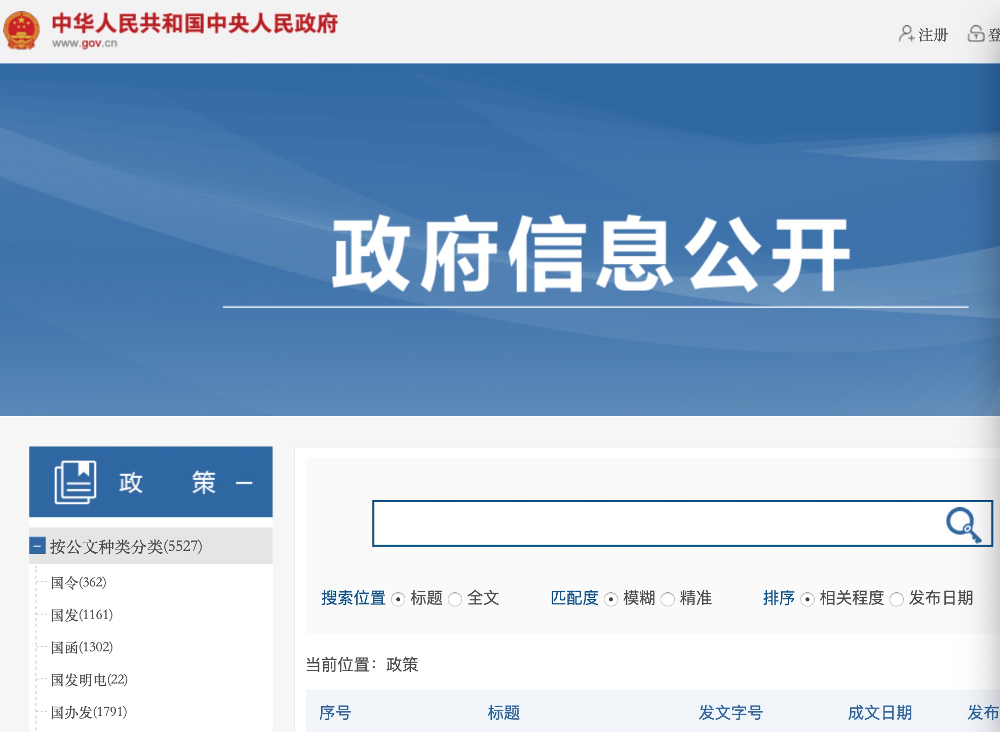 中华人民共和国中央人民政府
www.gov.cn
注册 登
政府信息公开
政 策
按公文种类分类(5527)
国令(362)
国发(1161)
国函(1302)
国发明电(22)
国办发(1791)
搜索位置 标题 全文 匹配度 模糊 精准 排序 相关程度 发布日期
当前位置：政策
序号 标题 发文字号 成文日期 发布